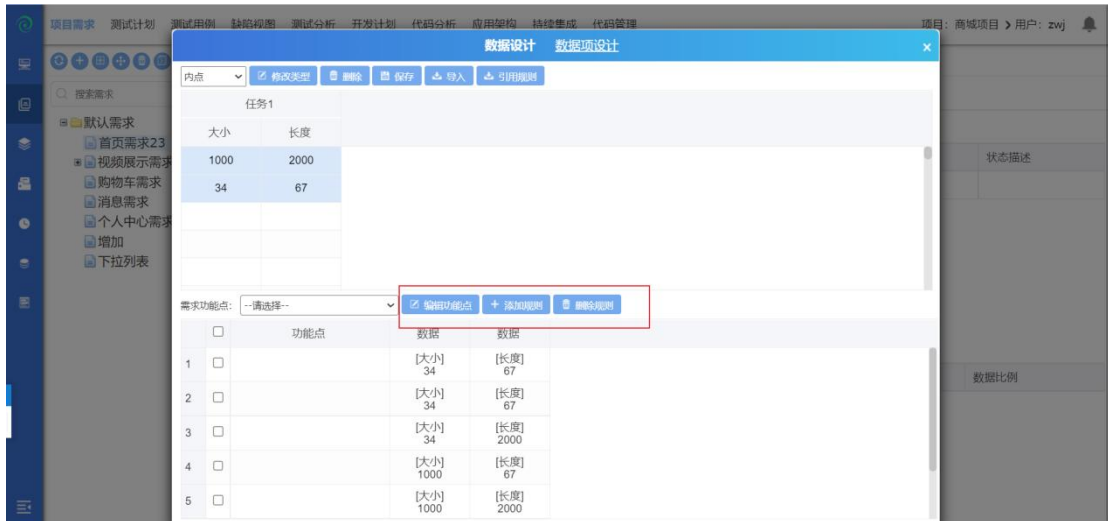 项目需求 测试计划 测试用例 缺陷视图 测试分析 开发计划 代码分析 应用架构 持续集成 代码管理 项目：商城项目 用户：zwj
数据设计 数据项设计 ×
内点 修改类型 删除 保存 导入 引用规则
搜索需求
任务1
默认需求
大小 长度
首页需求23
1000 2000
状态描述
视频展示需求
34 67
购物车需求
消息需求
个人中心需求
增加
下拉列表
需求功能点： --请选择-- 编辑功能点 + 添加规则 删除规则
功能点 数据 数据
1 [大小] 34 [长度] 67
数据比例
2 [大小] 34 [长度] 67
3 [大小] 34 [长度] 2000
4 [大小] 1000 [长度] 67
5 [大小] 1000 [长度] 2000